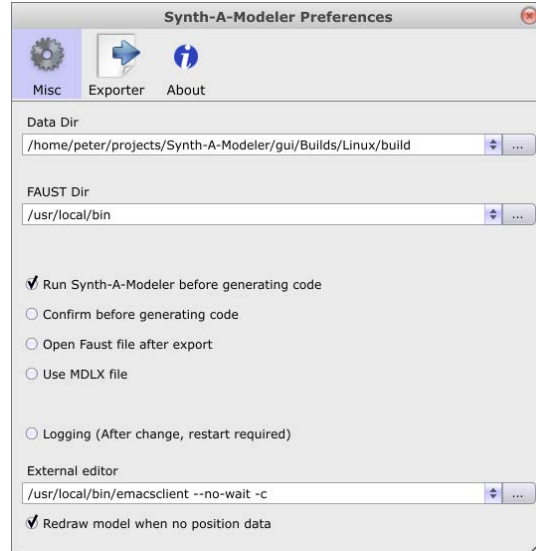 Synth-A-Modeler Preferences
Misc Exporter About
Data Dir
/home/peter/projects/Synth-A-Modeler/gui/Builds/Linux/build ...
FAUST Dir
/usr/local/bin ...
Run Synth-A-Modeler before generating code
Confirm before generating code
Open Faust file after export
Use MDLX file
Logging (After change, restart required)
External editor
/usr/local/bin/emacsclient --no-wait -c ...
Redraw model when no position data